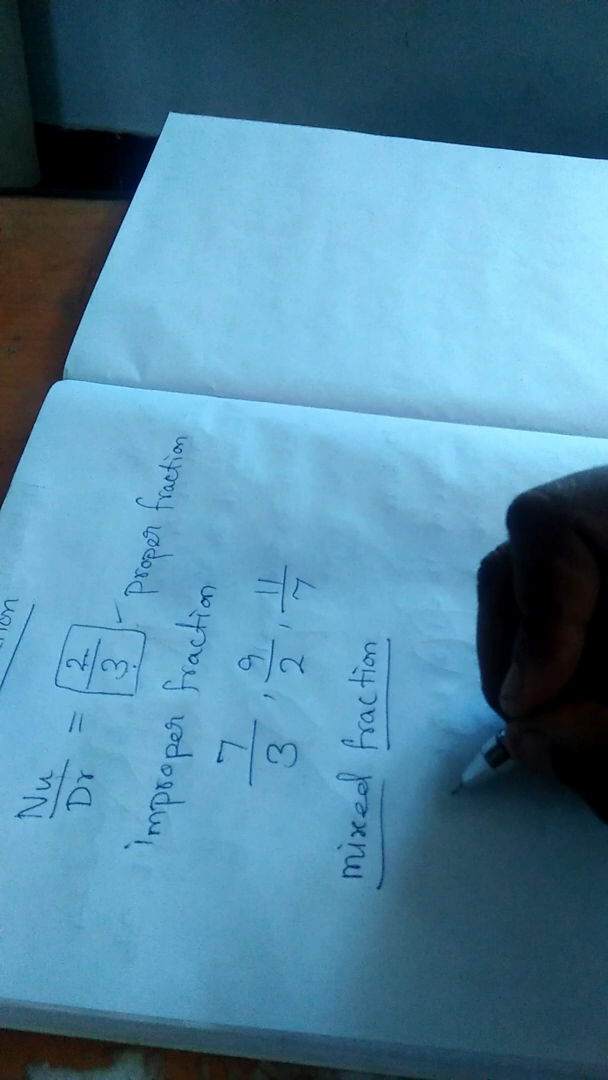 Nu/Dr = 2/3 - proper fraction
improper fraction
7/3, 9/2, 11/7
mixed fraction